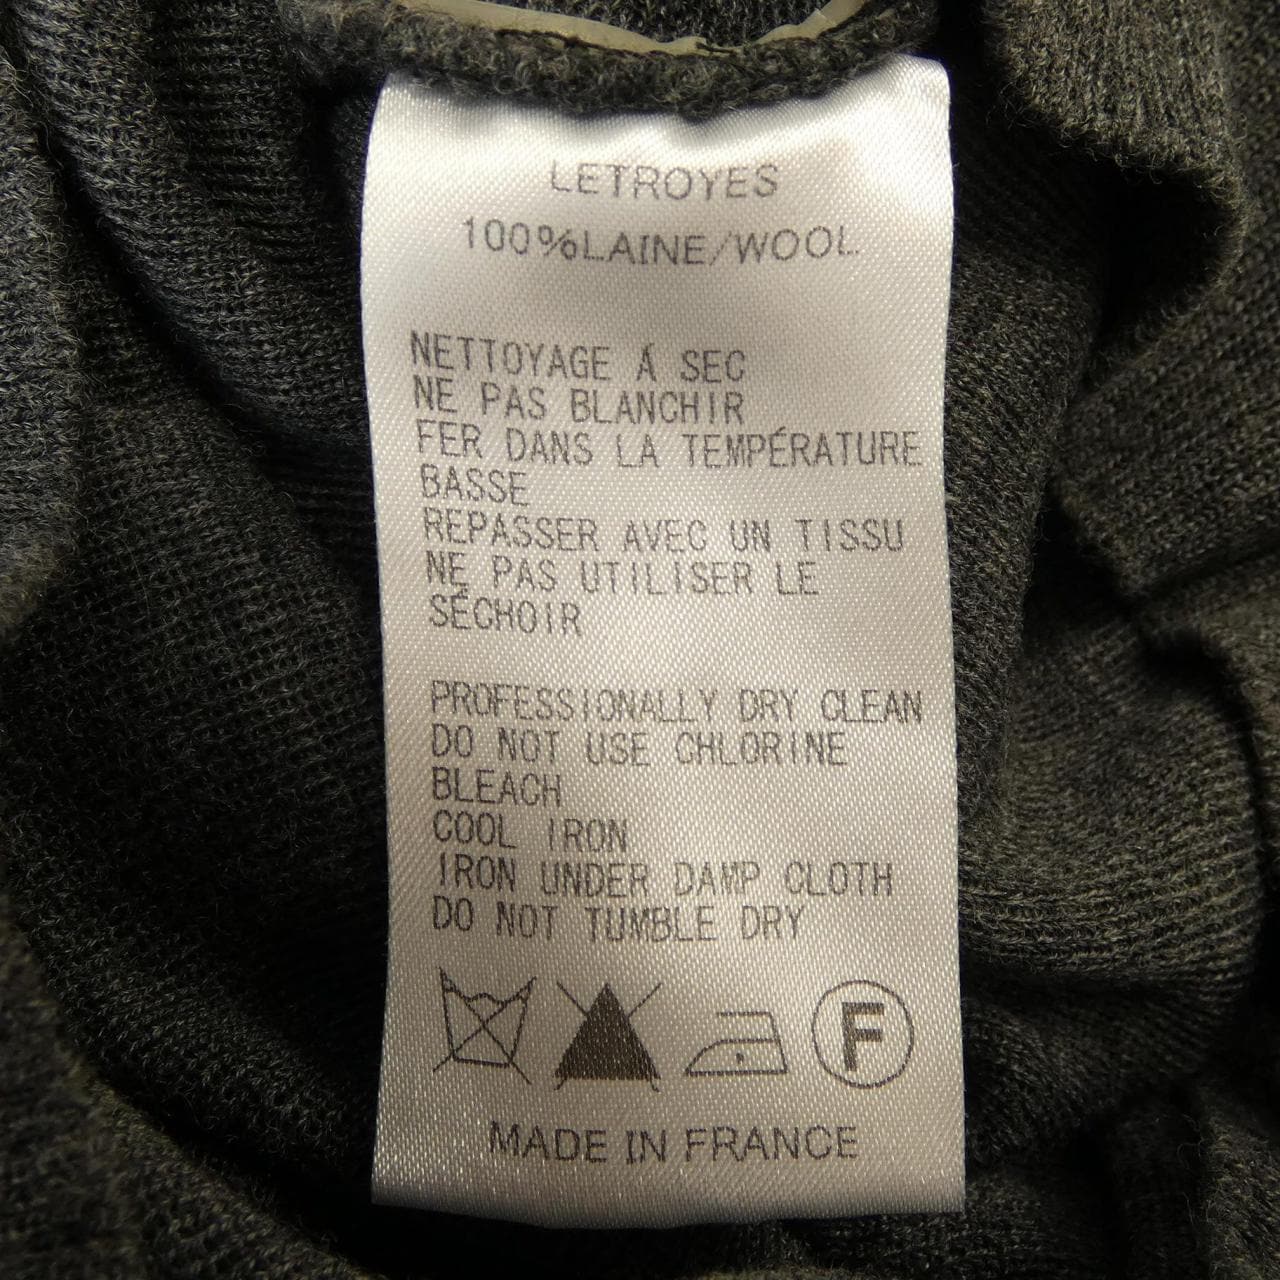 LETROYES
100%LAINE/WOOL
NETTOYAGE Á SEC
NE PAS BLANCHIR
FER DANS LA TEMPÉRATURE
BASSE
REPASSER AVEC UN TISSU
NE PAS UTILISER LE
SÉCHOIR
PROFESSIONALLY DRY CLEAN
DO NOT USE CHLORINE
BLEACH
COOL IRON
IRON UNDER DAMP CLOTH
DO NOT TUMBLE DRY
F
MADE IN FRANCE